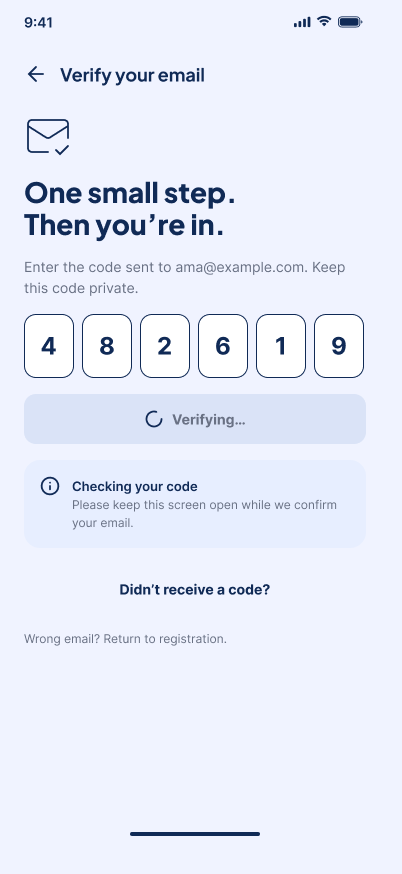 9:41
Verify your email
One small step.
Then you’re in.
Enter the code sent to ama@example.com. Keep
this code private.
4 8 2 6 1 9
Verifying…
Checking your code
Please keep this screen open while we confirm
your email.
Didn’t receive a code?
Wrong email? Return to registration.